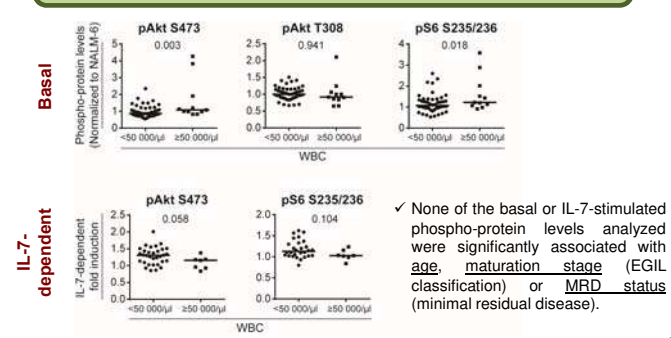 pAkt S473
pAkt T308
pS6 S235/236
Basal
Phospho-protein levels
(Normalized to NALM-6)
5
4
3
2
1
0
0.003
<50 000/µl
≥50 000/µl
2.5
2.0
1.5
1.0
0.5
0.0
0.941
<50 000/µl
≥50 000/µl
4
3
2
1
0
0.018
<50 000/µl
≥50 000/µl
WBC
IL-7-
dependent
IL-7-dependent
fold induction
pAkt S473
2.5
2.0
1.5
1.0
0.5
0.0
0.058
<50 000/µl
≥50 000/µl
pS6 S235/236
2.0
1.5
1.0
0.5
0.0
0.104
<50 000/µl
≥50 000/µl
WBC
✓ None of the basal or IL-7-stimulated
phospho-protein levels analyzed
were significantly associated with
age, maturation stage (EGIL
classification) or MRD status
(minimal residual disease).